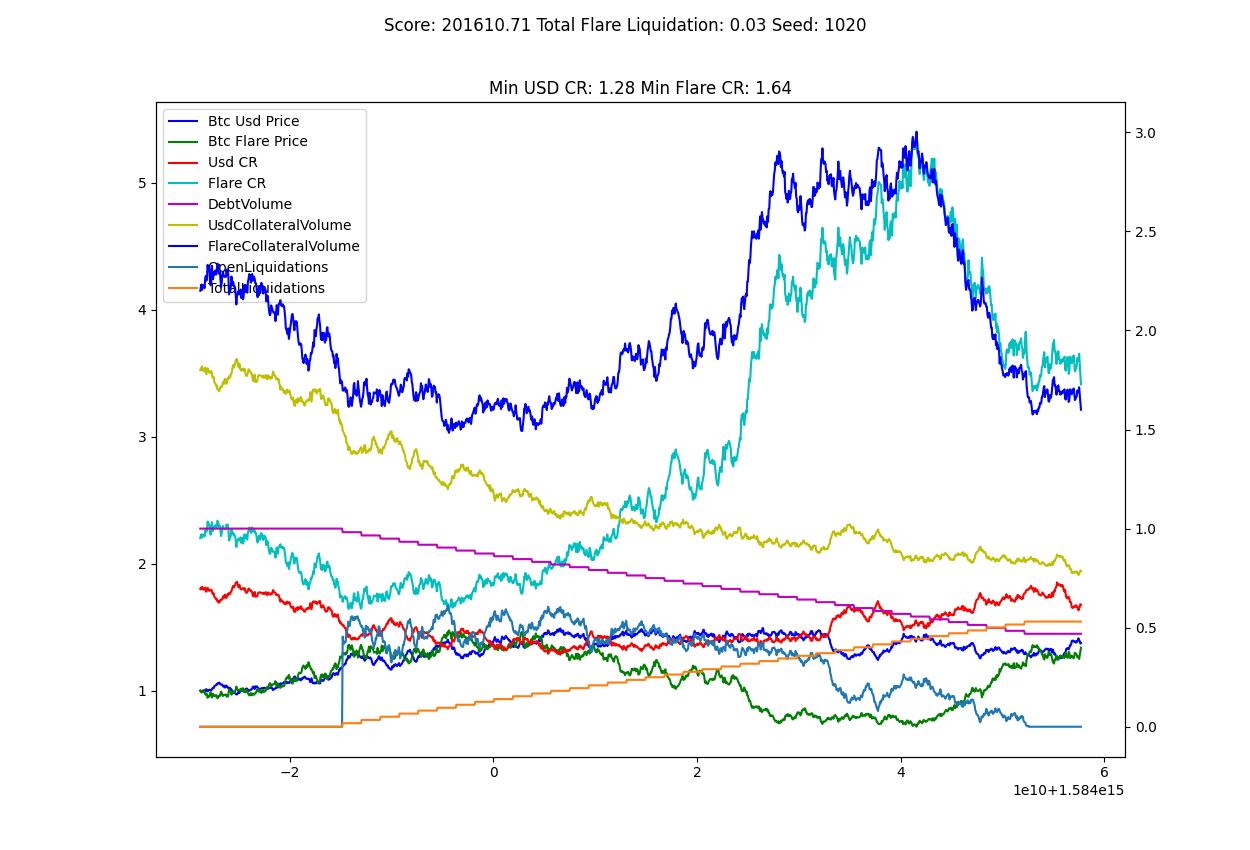 Score: 201610.71 Total Flare Liquidation: 0.03 Seed: 1020
Min USD CR: 1.28 Min Flare CR: 1.64
Btc Usd Price
Btc Flare Price
Usd CR
Flare CR
DebtVolume
UsdCollateralVolume
FlareCollateralVolume
OpenLiquidations
TotalLiquidations
5
4
3
2
1
3.0
2.5
2.0
1.5
1.0
0.5
0.0
−2
0
2
4
6
1e10+1.584e15